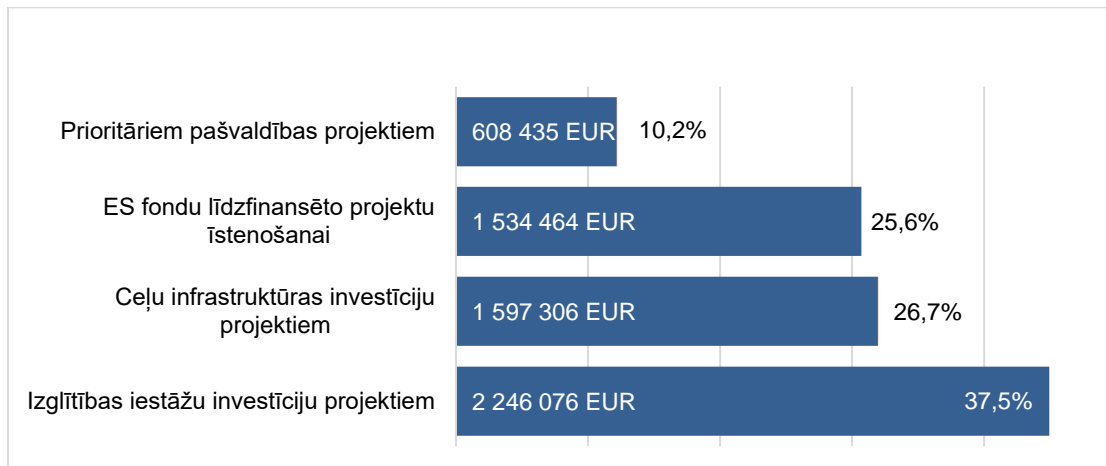 Prioritāriem pašvaldības projektiem
608 435 EUR
10,2%
ES fondu līdzfinansēto projektu
īstenošanai
1 534 464 EUR
25,6%
Ceļu infrastruktūras investīciju
projektiem
1 597 306 EUR
26,7%
Izglītības iestāžu investīciju projektiem
2 246 076 EUR
37,5%